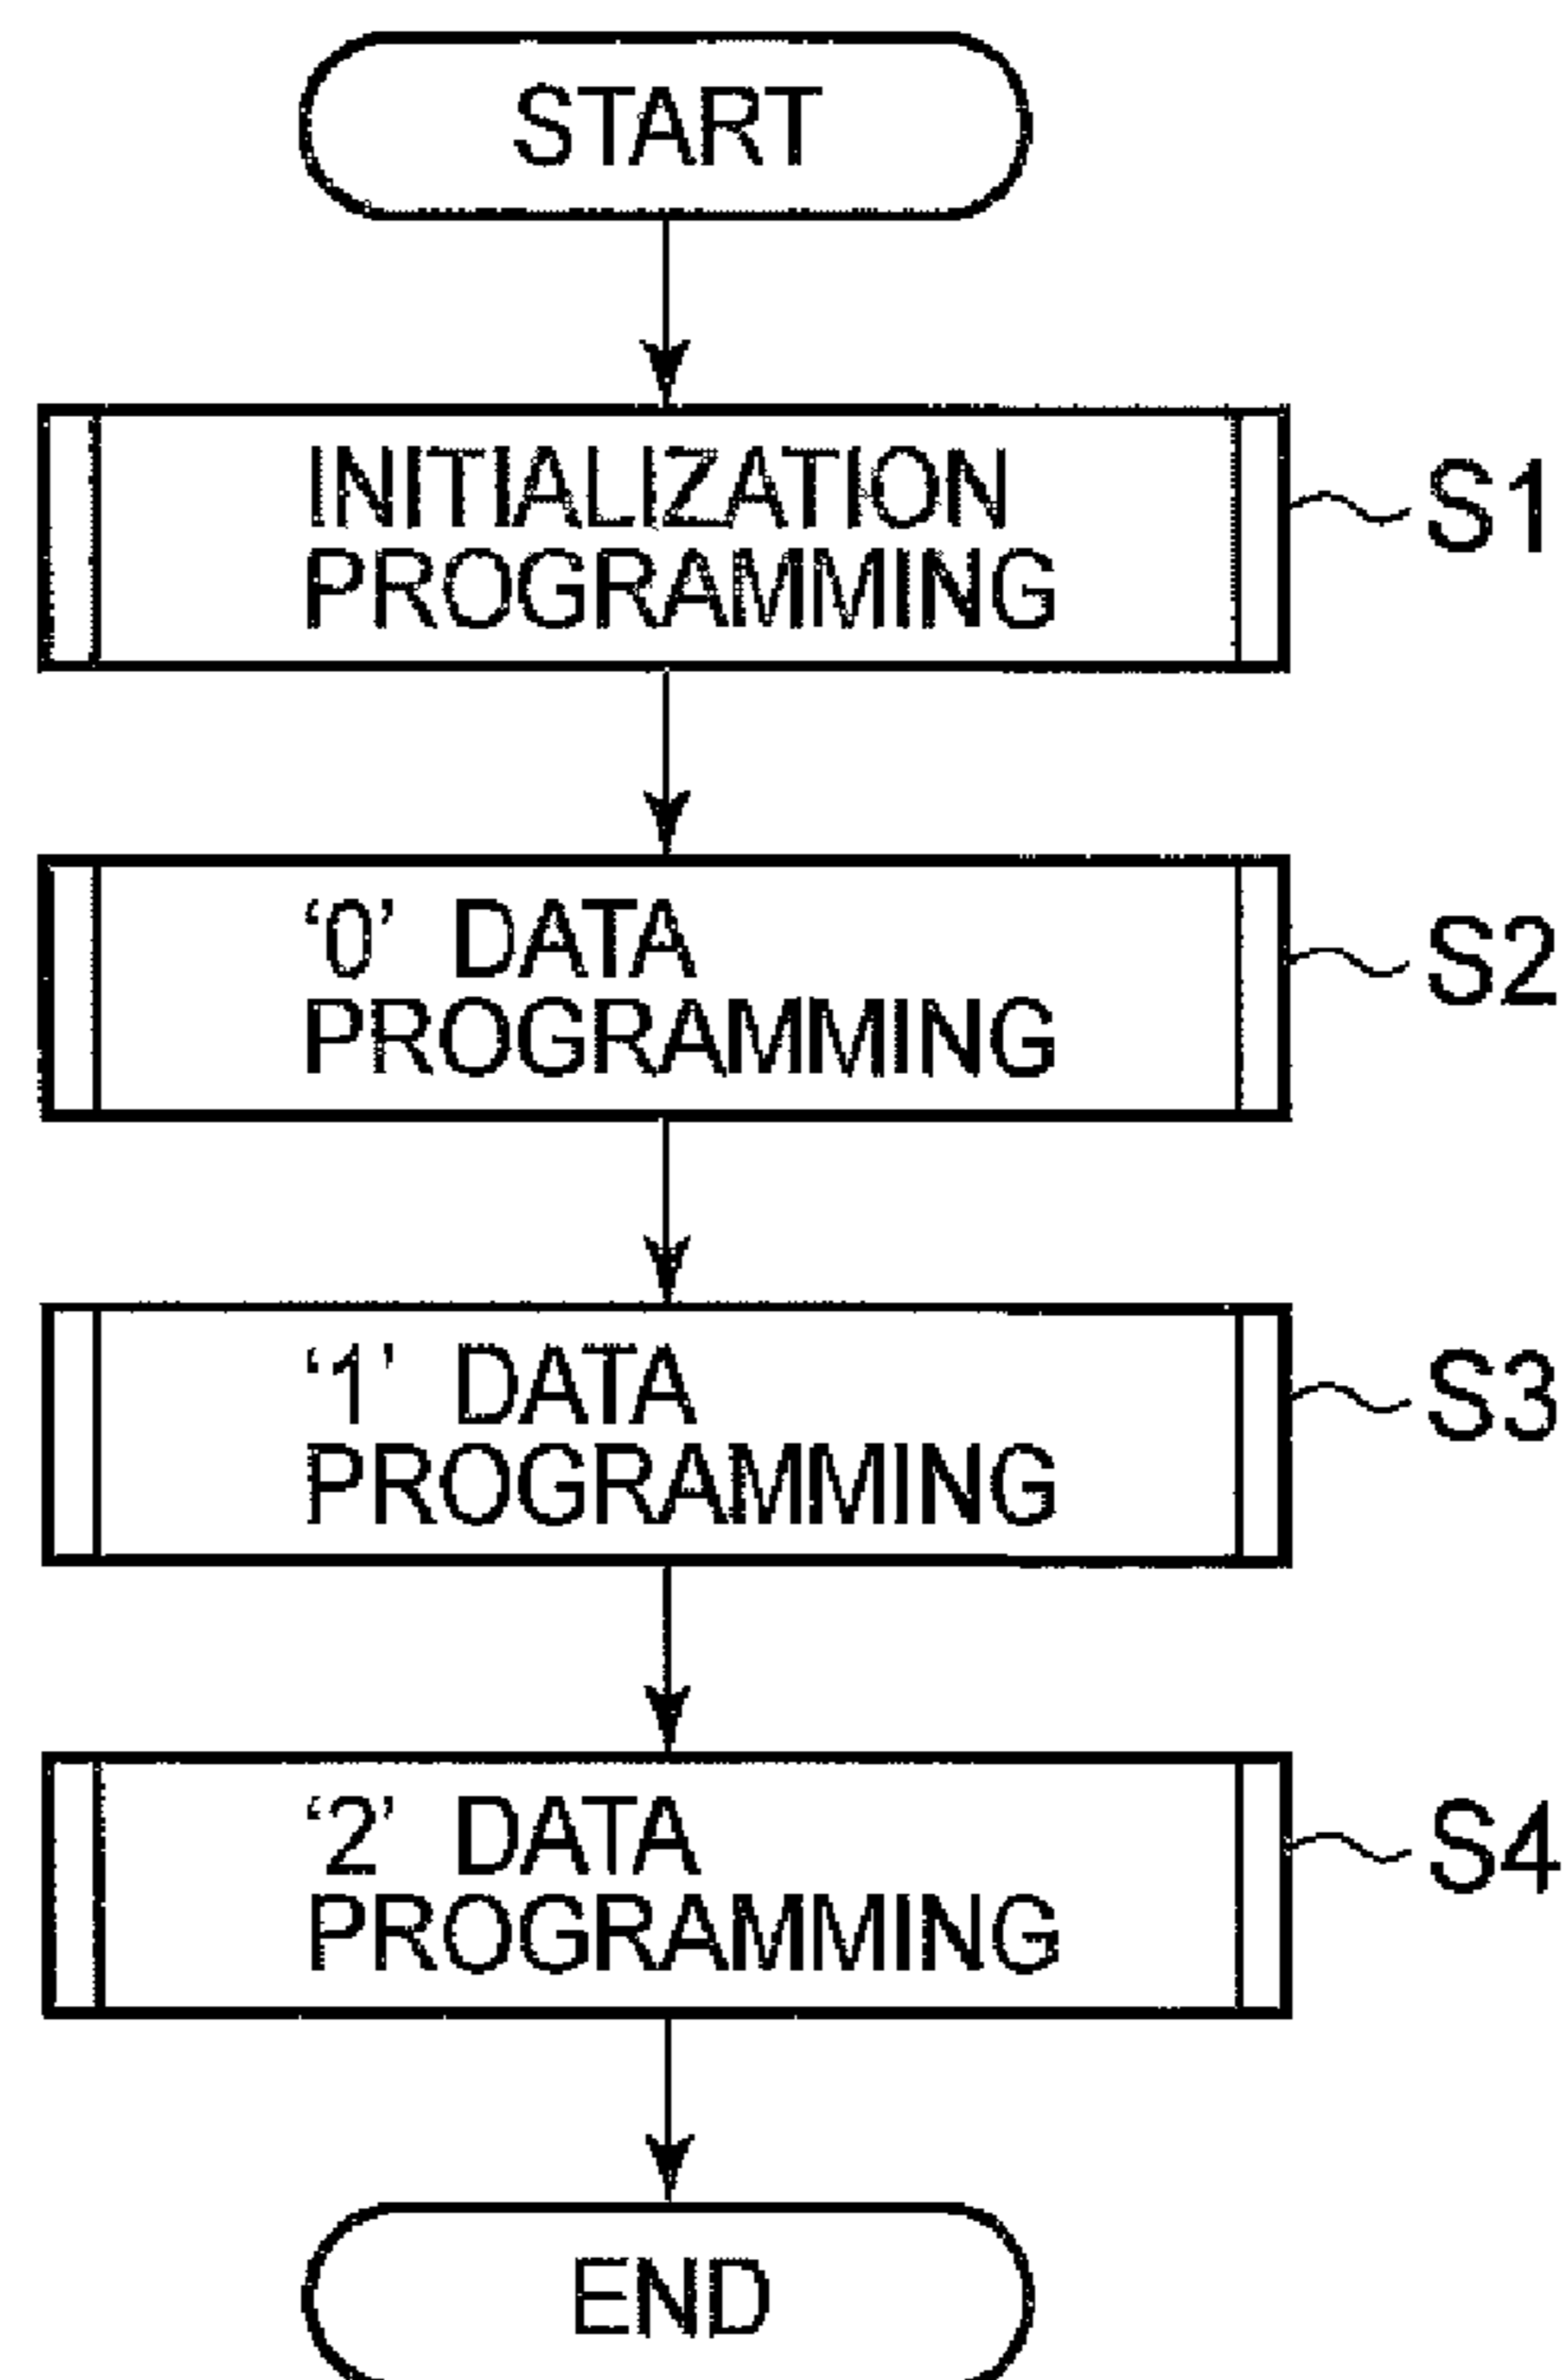 START
INITIALIZATION
PROGRAMMING
S1
‘0’ DATA
PROGRAMMING
S2
‘1’ DATA
PROGRAMMING
S3
‘2’ DATA
PROGRAMMING
S4
END